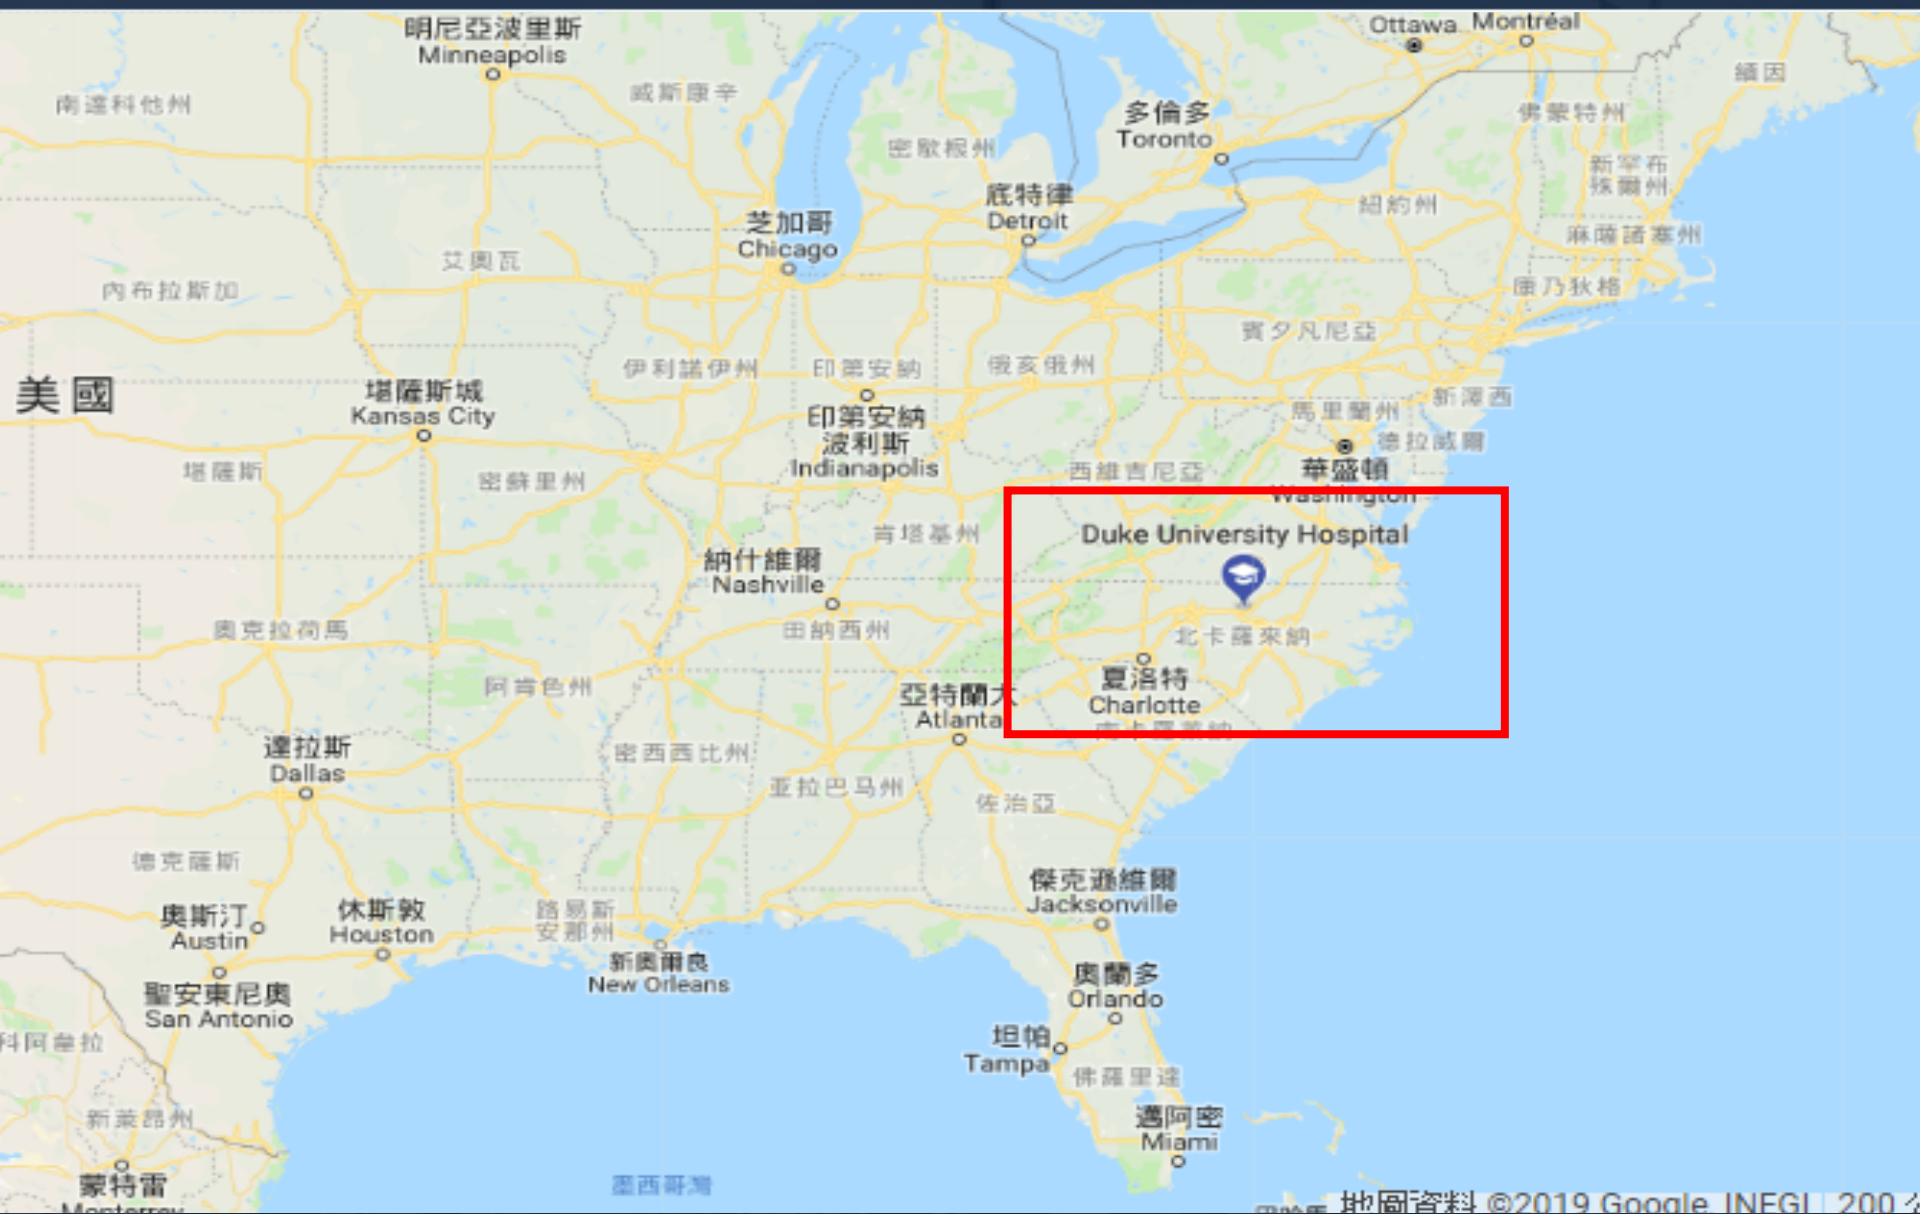 明尼亞波里斯
Minneapolis
Ottawa
Montréal
緬因
南達科他州
威斯康辛
多倫多
Toronto
佛蒙特州
密歇根州
新罕布
殊爾州
底特律
Detroit
紐約州
芝加哥
Chicago
麻薩諸塞州
艾奧瓦
內布拉斯加
康乃狄格
賓夕凡尼亞
伊利諾伊州
印第安納
俄亥俄州
美國
堪薩斯城
Kansas City
新澤西
馬里蘭州
印第安納
波利斯
Indianapolis
德拉威爾
堪薩斯
密蘇里州
西維吉尼亞
華盛頓
Washington
肯塔基州
Duke University Hospital
納什維爾
Nashville
奧克拉荷馬
田納西州
北卡羅來納
阿肯色州
亞特蘭大
Atlanta
夏洛特
Charlotte
南卡羅萊納
達拉斯
Dallas
密西西比州
亚拉巴马州
佐治亞
德克薩斯
傑克遜維爾
Jacksonville
奧斯汀
Austin
休斯敦
Houston
路易斯
安那州
新奧爾良
New Orleans
聖安東尼奧
San Antonio
奧蘭多
Orlando
科阿韋拉
坦帕
Tampa
佛羅里達
新萊昂州
邁阿密
Miami
蒙特雷
Monterrey
墨西哥灣
地圖資料 ©2019 Google, INEGI
200